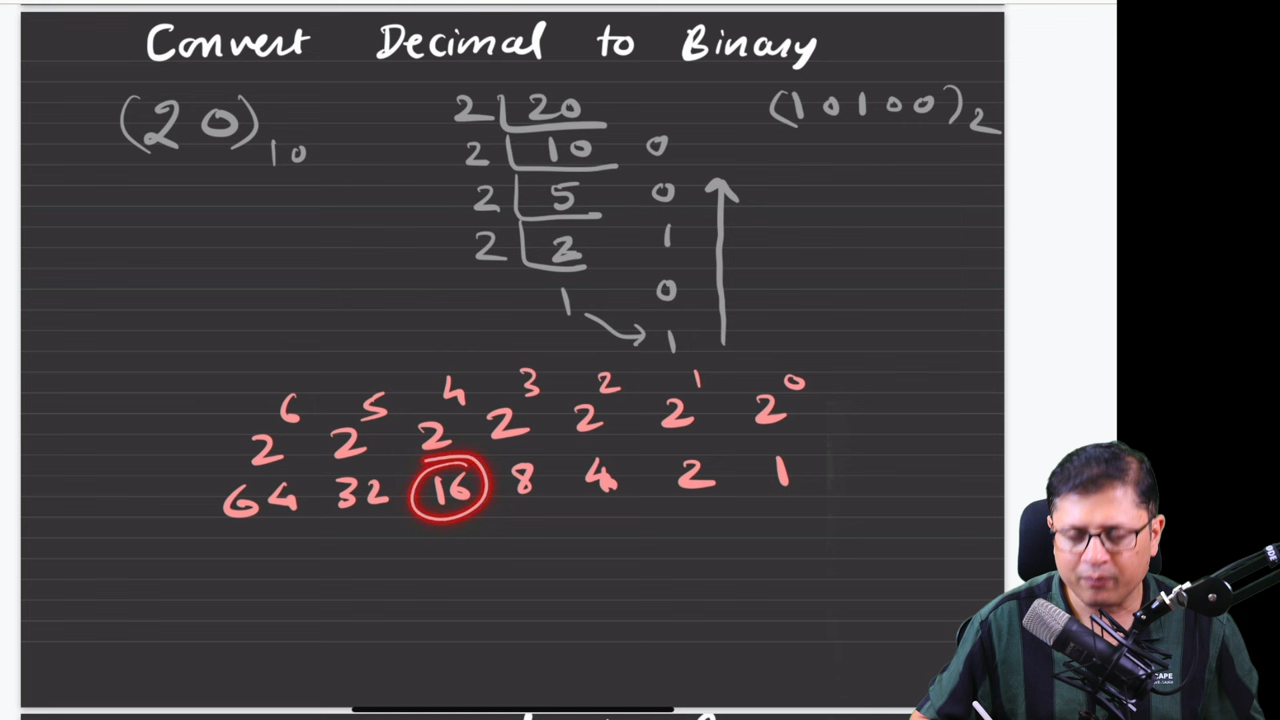 Convert Decimal to Binary
(20)10
2 20
2 10 0
2 5 0
2 2 1
1 0
1
(10100)2
2^6 2^5 2^4 2^3 2^2 2^1 2^0
64 32 16 8 4 2 1
CAPE